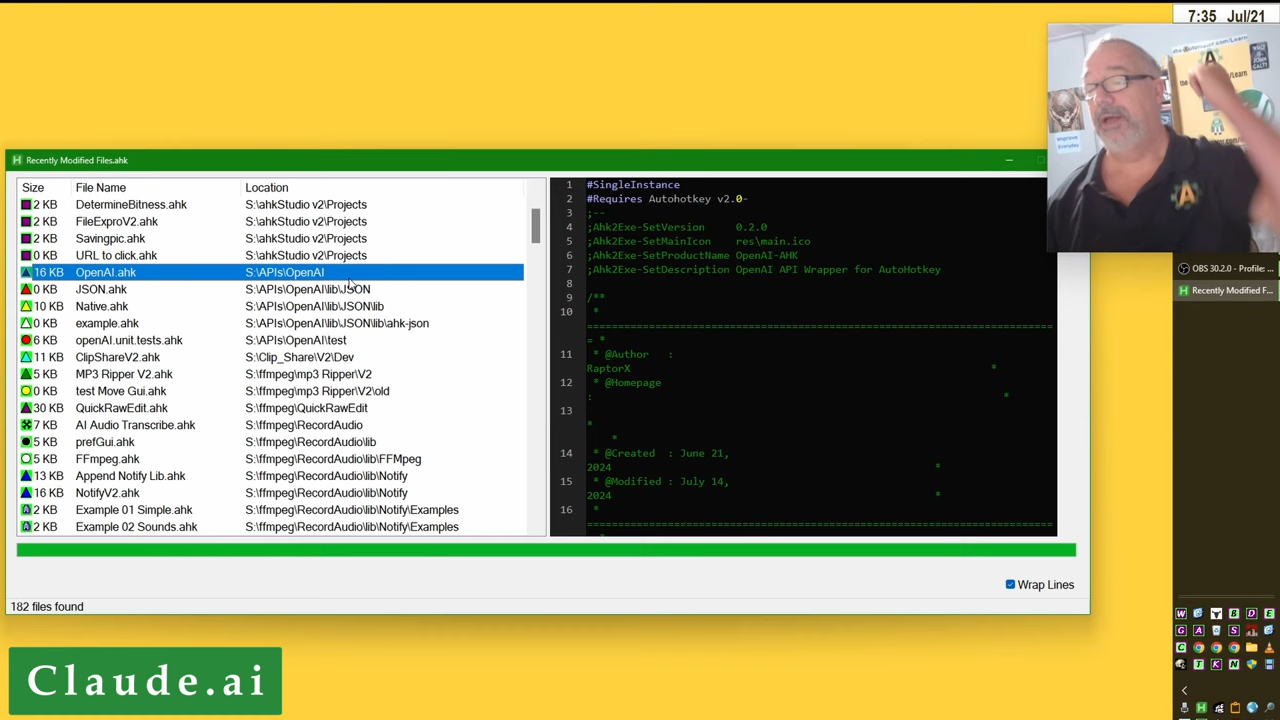 7:35 Jul/21
the-Automator.com/Learn
Recently Modified Files.ahk
Size File Name Location
2 KB DetermineBitness.ahk S:\ahkStudio v2\Projects
2 KB FileExproV2.ahk S:\ahkStudio v2\Projects
2 KB Savingpic.ahk S:\ahkStudio v2\Projects
0 KB URL to click.ahk S:\ahkStudio v2\Projects
16 KB OpenAI.ahk S:\APIs\OpenAI
0 KB JSON.ahk S:\APIs\OpenAI\lib\JSON
10 KB Native.ahk S:\APIs\OpenAI\lib\JSON\lib
0 KB example.ahk S:\APIs\OpenAI\lib\JSON\lib\ahk-json
6 KB openAI.unit.tests.ahk S:\APIs\OpenAI\test
11 KB ClipShareV2.ahk S:\Clip_Share\V2\Dev
5 KB MP3 Ripper V2.ahk S:\ffmpeg\mp3 Ripper\V2
0 KB test Move Gui.ahk S:\ffmpeg\mp3 Ripper\V2\old
30 KB QuickRawEdit.ahk S:\ffmpeg\QuickRawEdit
7 KB AI Audio Transcribe.ahk S:\ffmpeg\RecordAudio
5 KB prefGui.ahk S:\ffmpeg\RecordAudio\lib
5 KB FFmpeg.ahk S:\ffmpeg\RecordAudio\lib\FFMpeg
13 KB Append Notify Lib.ahk S:\ffmpeg\RecordAudio\lib\Notify
16 KB NotifyV2.ahk S:\ffmpeg\RecordAudio\lib\Notify
2 KB Example 01 Simple.ahk S:\ffmpeg\RecordAudio\lib\Notify\Examples
2 KB Example 02 Sounds.ahk S:\ffmpeg\RecordAudio\lib\Notify\Examples
1 #SingleInstance
2 #Requires Autohotkey v2.0-
3 ;--
4 ;Ahk2Exe-SetVersion 0.2.0
5 ;Ahk2Exe-SetMainIcon res\main.ico
6 ;Ahk2Exe-SetProductName OpenAI-AHK
7 ;Ahk2Exe-SetDescription OpenAI API Wrapper for AutoHotkey
8
9 /**
10 *
=============================================================================
= *
11 * @Author :
RaptorX *
12 * @Homepage
: *
13
*
*
14 * @Created : June 21,
2024 *
15 * @Modified : July 14,
2024 *
16 *
=============================================================================
Wrap Lines
182 files found
OBS 30.2.0 - Profile: ...
Recently Modified F...
Claude.ai